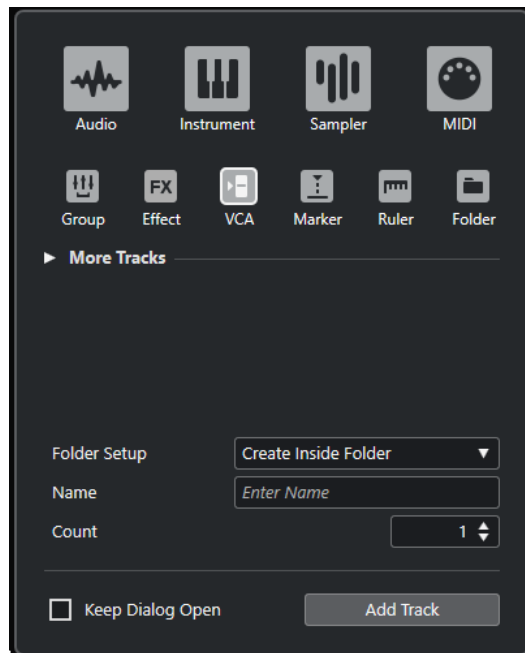 Audio Instrument Sampler MIDI
FX
Group Effect VCA Marker Ruler Folder
More Tracks
Folder Setup Create Inside Folder
Name Enter Name
Count 1
Keep Dialog Open Add Track